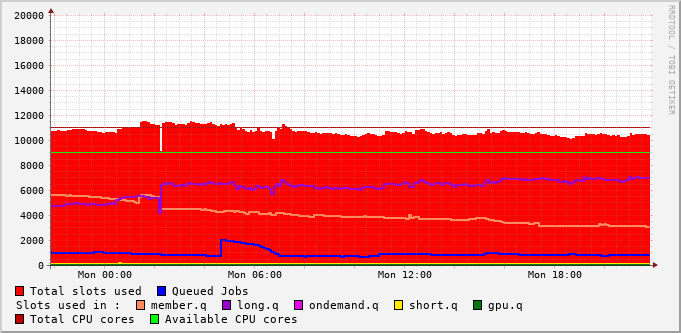 20000
18000
16000
14000
12000
10000
8000
6000
4000
2000
0
Mon 00:00 Mon 06:00 Mon 12:00 Mon 18:00
RRDTOOL / TOBI OETIKER
Total slots used Queued Jobs
Slots used in : member.q long.q ondemand.q short.q gpu.q
Total CPU cores Available CPU cores